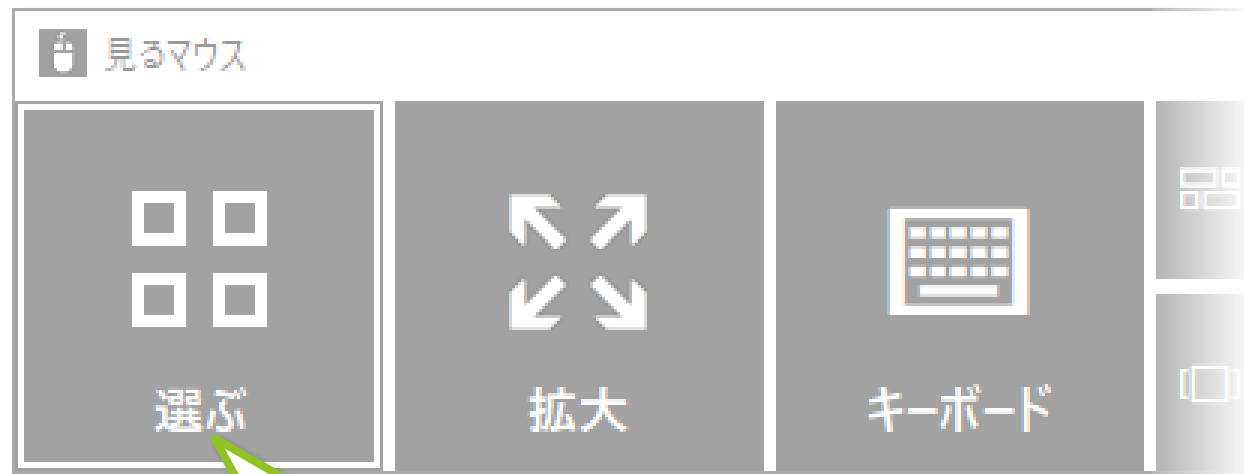 見るマウス
選ぶ
拡大
キーボード